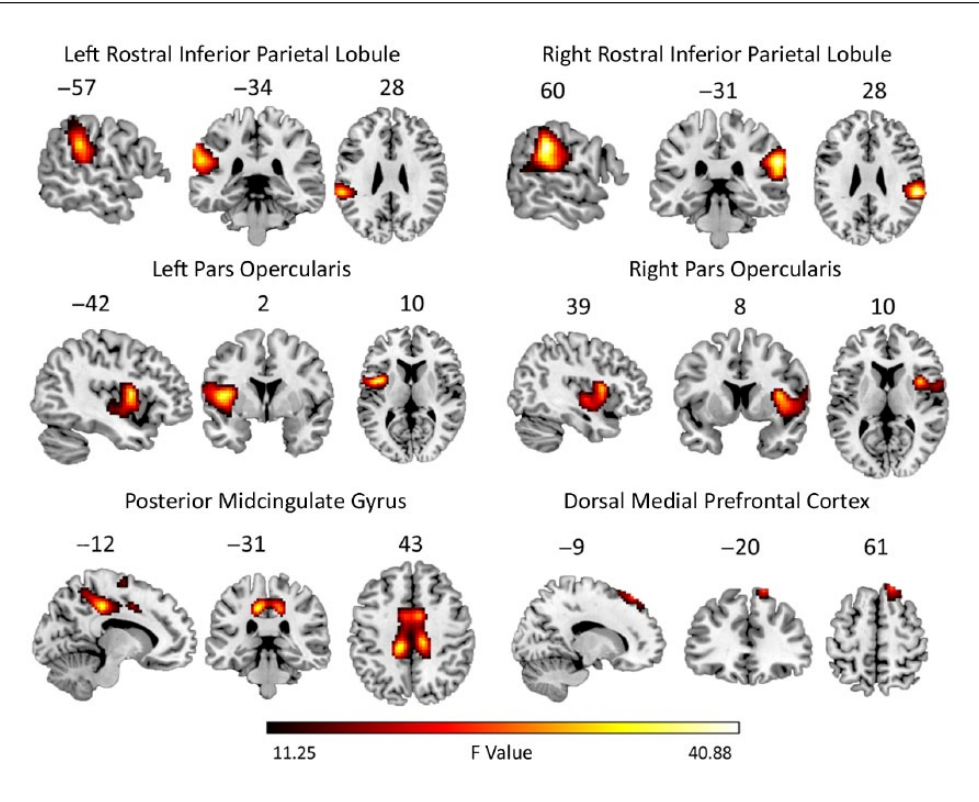 Left Rostral Inferior Parietal Lobule
−57 −34 28
Right Rostral Inferior Parietal Lobule
60 −31 28
Left Pars Opercularis
−42 2 10
Right Pars Opercularis
39 8 10
Posterior Midcingulate Gyrus
−12 −31 43
Dorsal Medial Prefrontal Cortex
−9 −20 61
11.25 F Value 40.88